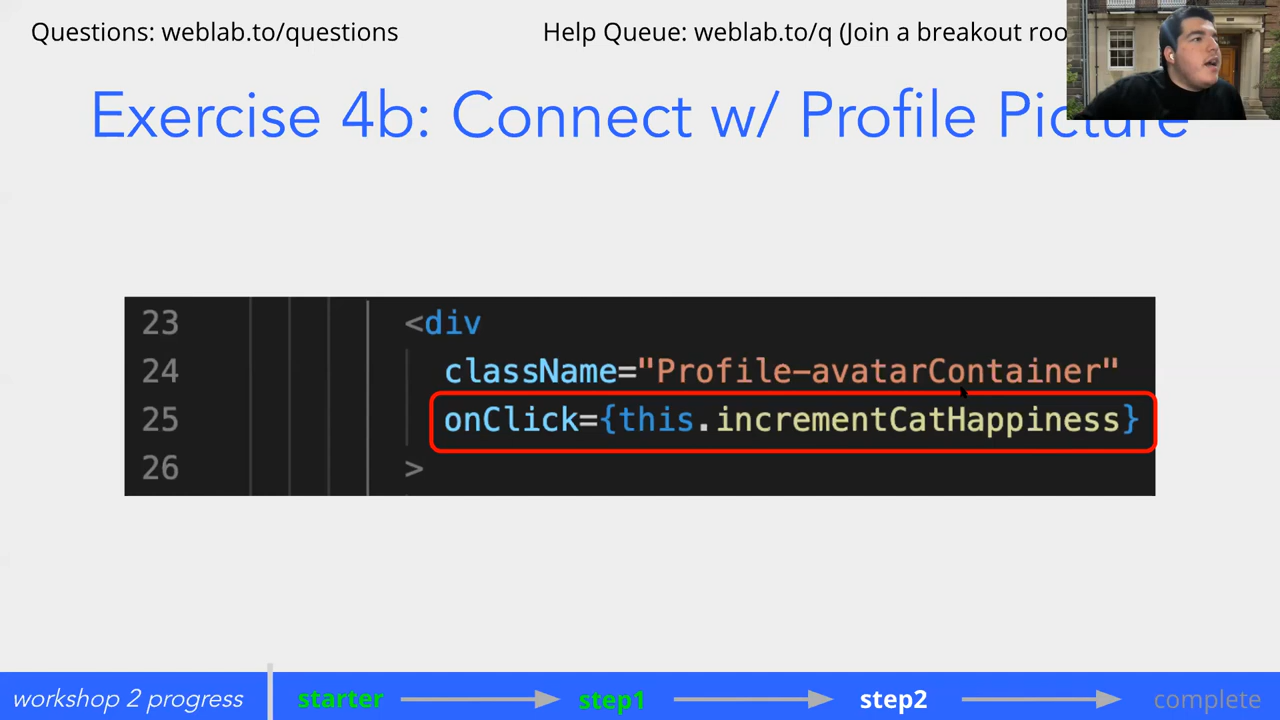 Questions: weblab.to/questions
Help Queue: weblab.to/q (Join a breakout roo
Exercise 4b: Connect w/ Profile Picture
23 <div
24 className="Profile-avatarContainer"
25 onClick={this.incrementCatHappiness}
26 >
workshop 2 progress
starter
step1
step2
complete